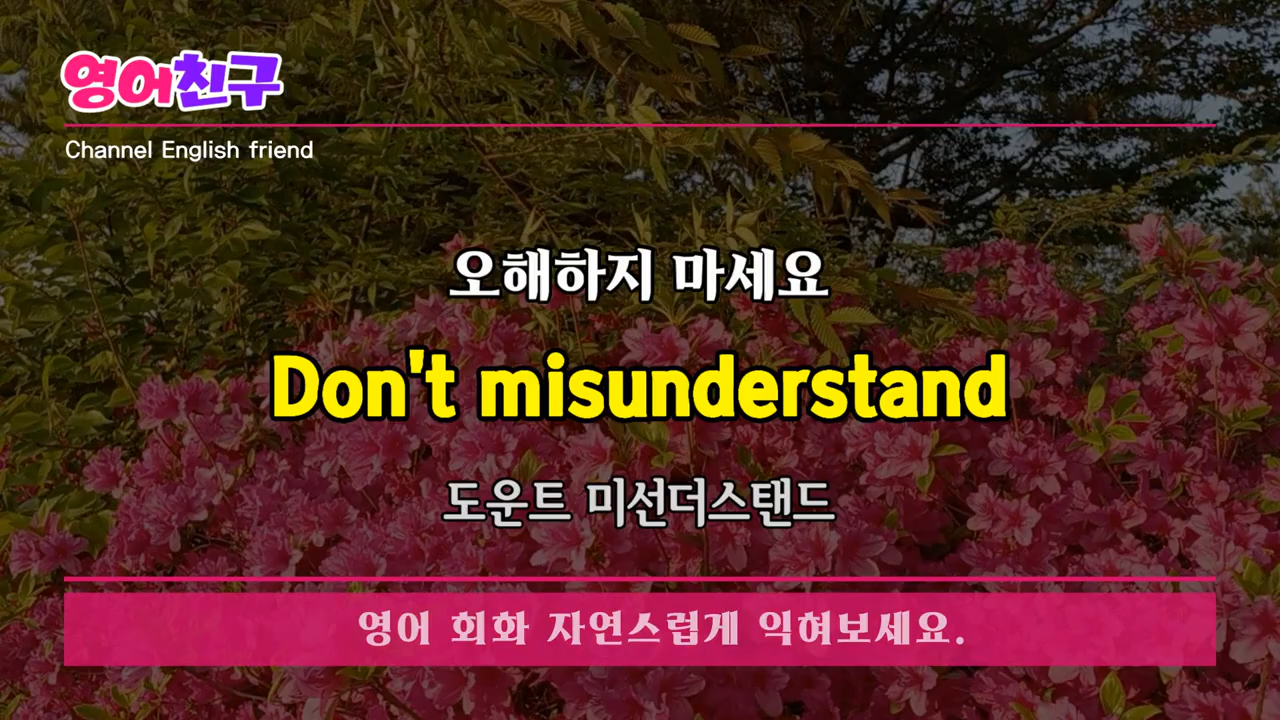 영어친구
Channel English friend
오해하지 마세요
Don't misunderstand
도운트 미선더스탠드
영어 회화 자연스럽게 익혀보세요.